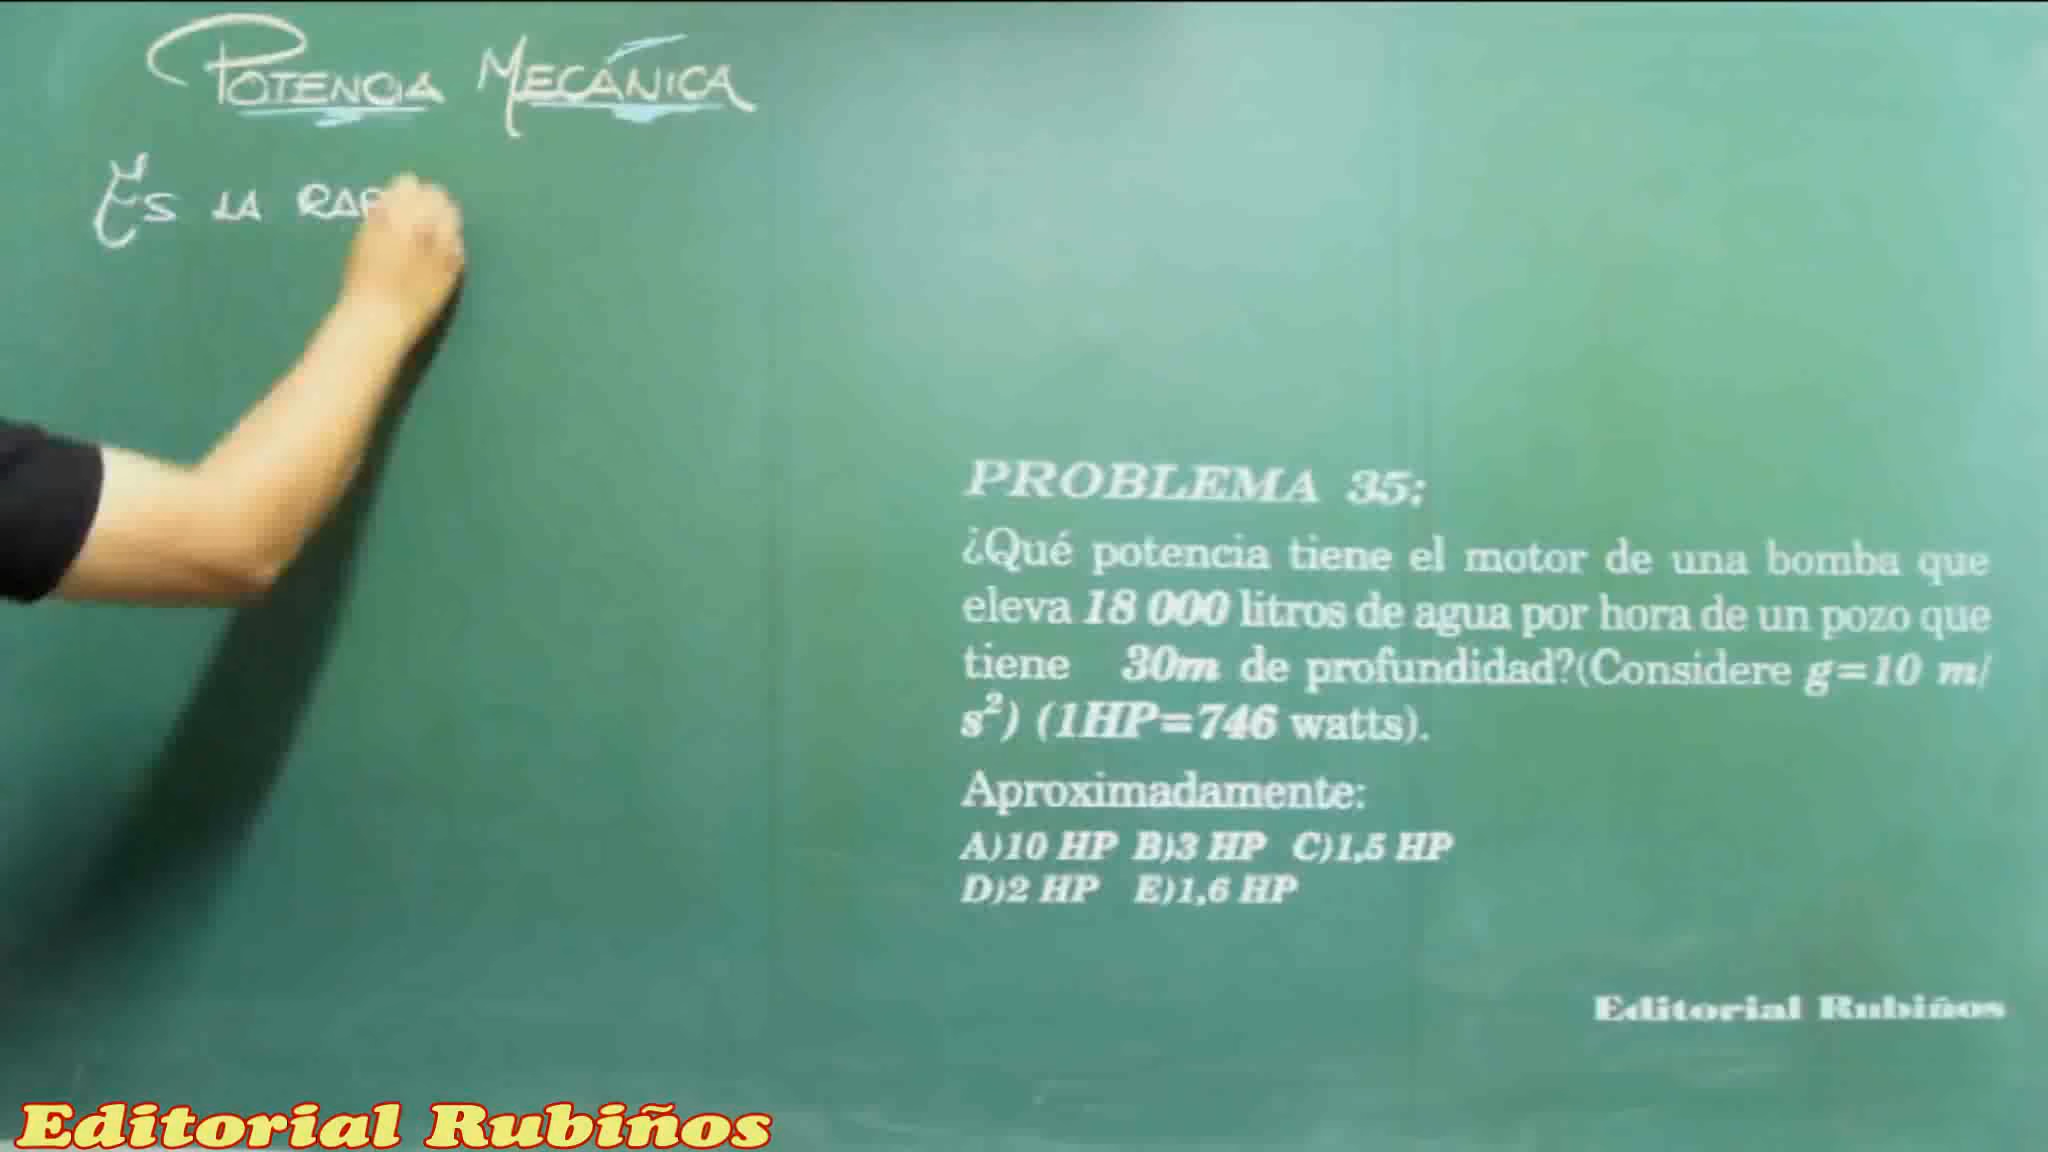 POTENCIA MECÁNICA
ES LA RAP
PROBLEMA 35:
¿Qué potencia tiene el motor de una bomba que
eleva 18 000 litros de agua por hora de un pozo que
tiene 30m de profundidad?(Considere g=10 m/
s²) (1HP=746 watts).
Aproximadamente:
A)10 HP B)3 HP C)1,5 HP
D)2 HP E)1,6 HP
Editorial Rubiños
Editorial Rubiños